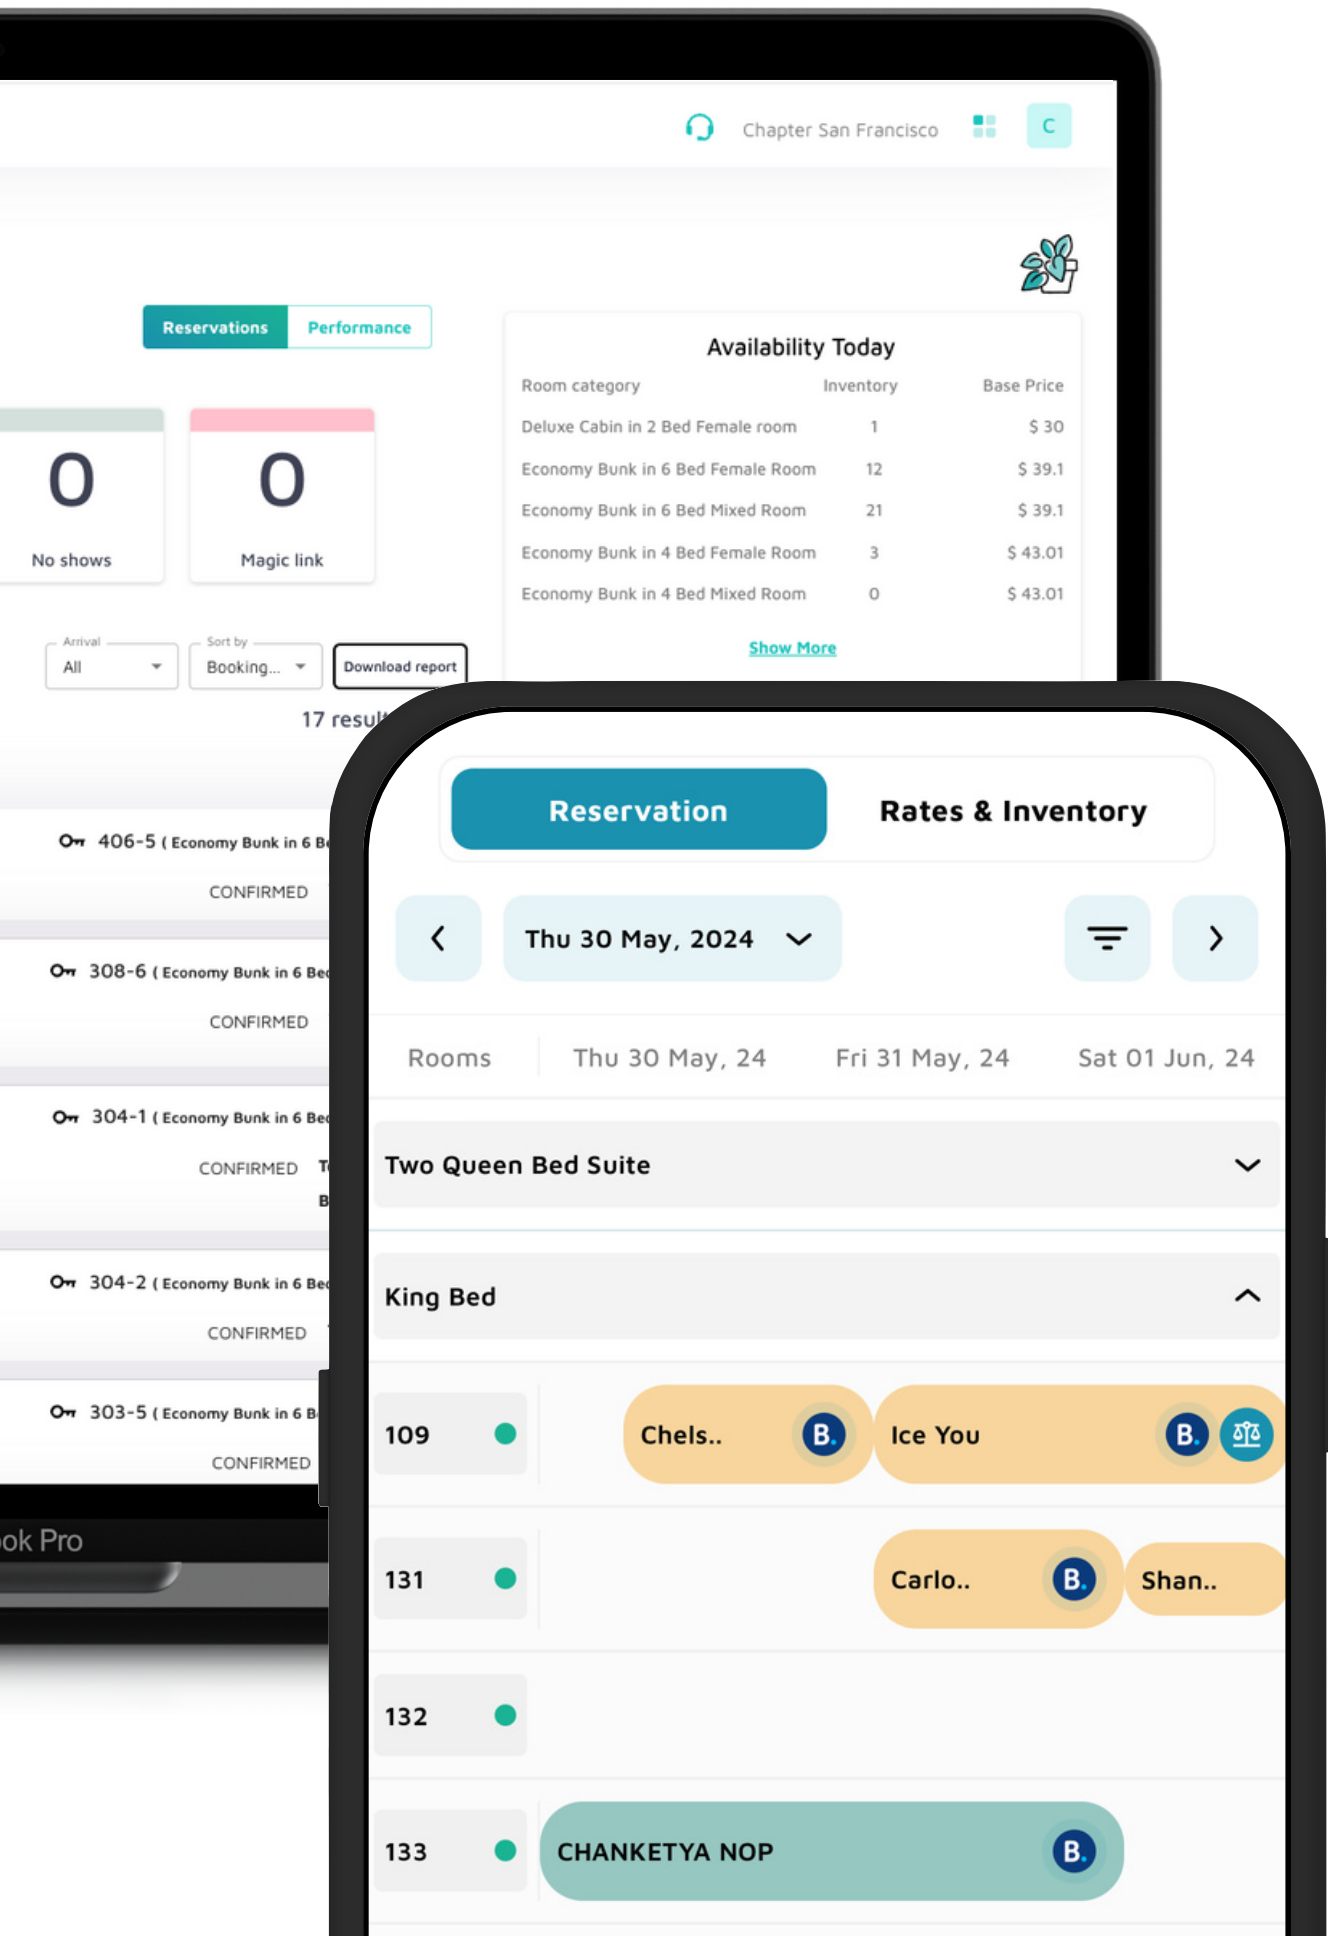 Chapter San Francisco
C
Reservations
Performance
Availability Today
Room category Inventory Base Price
Deluxe Cabin in 2 Bed Female room 1 $ 30
Economy Bunk in 6 Bed Female Room 12 $ 39.1
Economy Bunk in 6 Bed Mixed Room 21 $ 39.1
Economy Bunk in 4 Bed Female Room 3 $ 43.01
Economy Bunk in 4 Bed Mixed Room 0 $ 43.01
Show More
0
No shows
0
Magic link
Arrival
All
Sort by
Booking...
Download report
17 result
406-5 ( Economy Bunk in 6 Be
CONFIRMED
308-6 ( Economy Bunk in 6 Bed
CONFIRMED
304-1 ( Economy Bunk in 6 Bed
CONFIRMED T
B
304-2 ( Economy Bunk in 6 Bed
CONFIRMED
303-5 ( Economy Bunk in 6 B
CONFIRMED
ok Pro
Reservation
Rates & Inventory
Thu 30 May, 2024
Rooms Thu 30 May, 24 Fri 31 May, 24 Sat 01 Jun, 24
Two Queen Bed Suite
King Bed
109 Chels.. B. Ice You B.
131 Carlo.. B. Shan..
132
133 CHANKETYA NOP B.